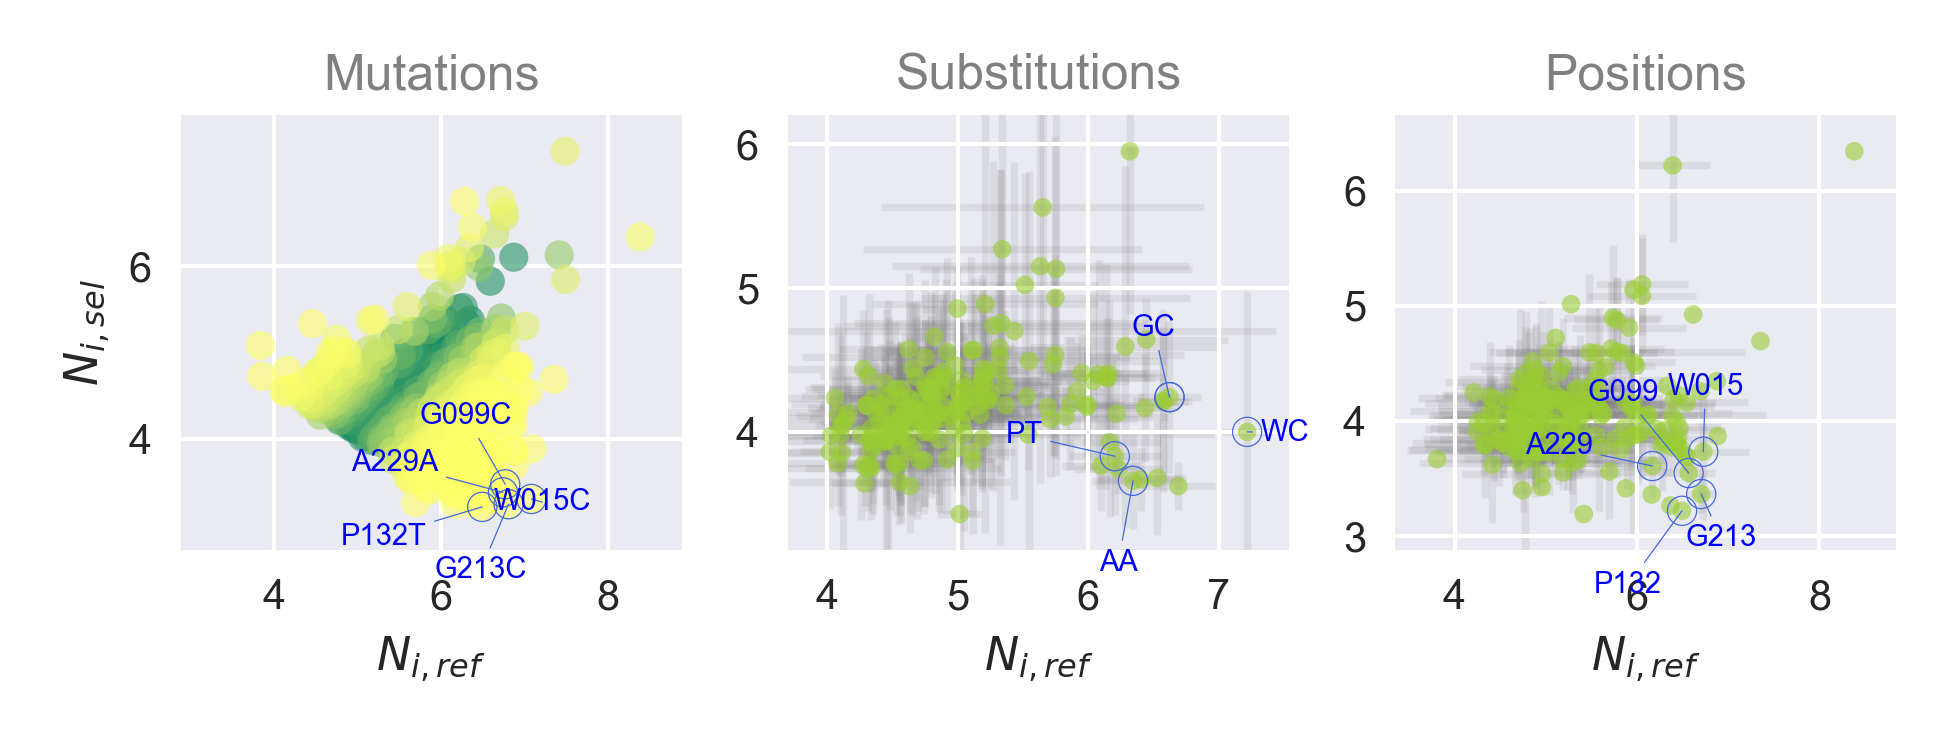 Mutations
Substitutions
Positions
N_{i, sel}
6
4
G099C
A229A
W015C
P132T
G213C
4
6
8
N_{i, ref}
6
5
4
GC
PT
WC
AA
4
5
6
7
N_{i, ref}
6
5
4
3
G099
W015
A229
G213
P132
4
6
8
N_{i, ref}